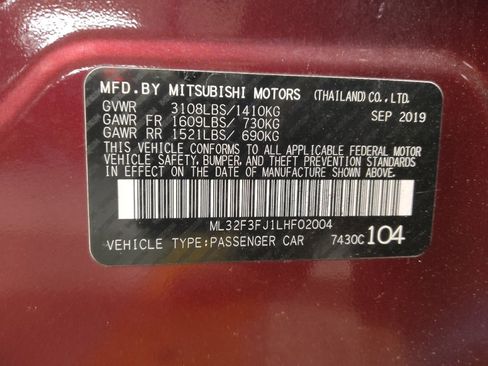 MFD.BY MITSUBISHI MOTORS (THAILAND) CO., LTD.
GVWR 3108LBS/1410KG SEP 2019
GAWR FR 1609LBS/ 730KG
GAWR RR 1521LBS/ 690KG
THIS VEHICLE CONFORMS TO ALL APPLICABLE FEDERAL MOTOR
VEHICLE SAFETY, BUMPER, AND THEFT PREVENTION STANDARDS
IN EFFECT ON THE DATE OF MANUFACTURE SHOWN ABOVE.
ML32F3FJ1LHF02004
VEHICLE TYPE:PASSENGER CAR 7430C104